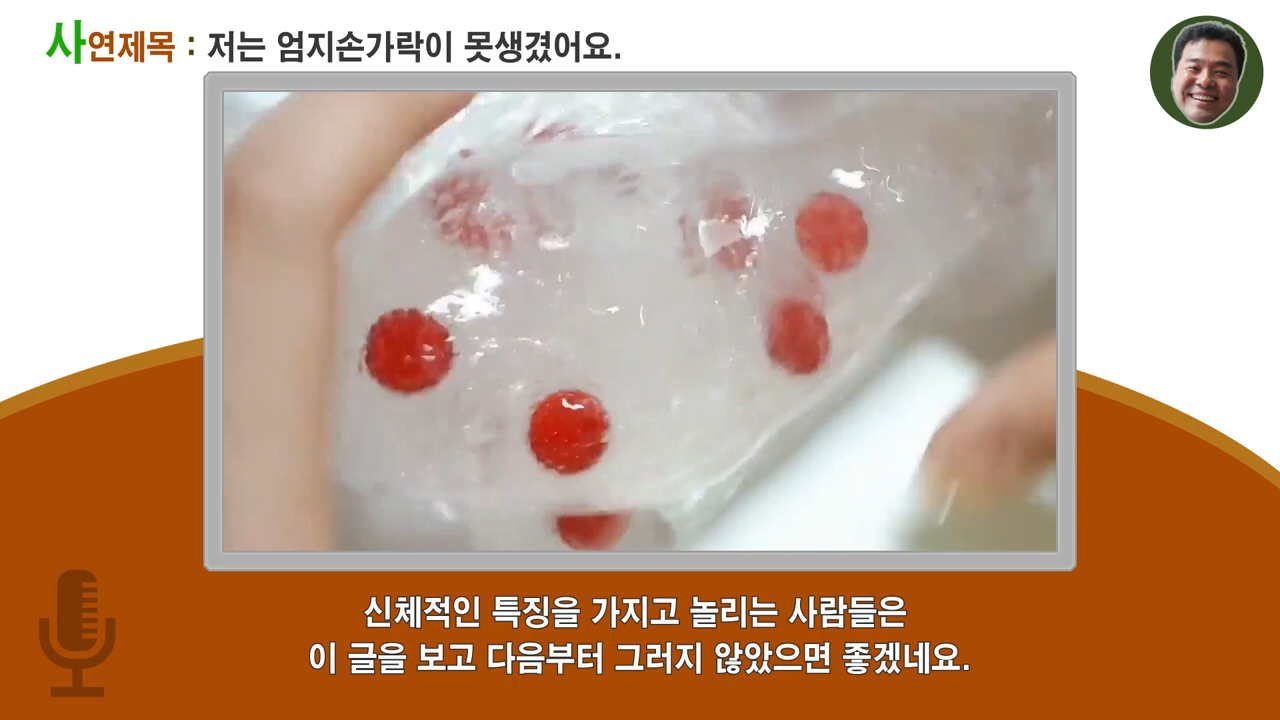 사연제목 : 저는 엄지손가락이 못생겼어요.
신체적인 특징을 가지고 놀리는 사람들은
이 글을 보고 다음부터 그러지 않았으면 좋겠네요.